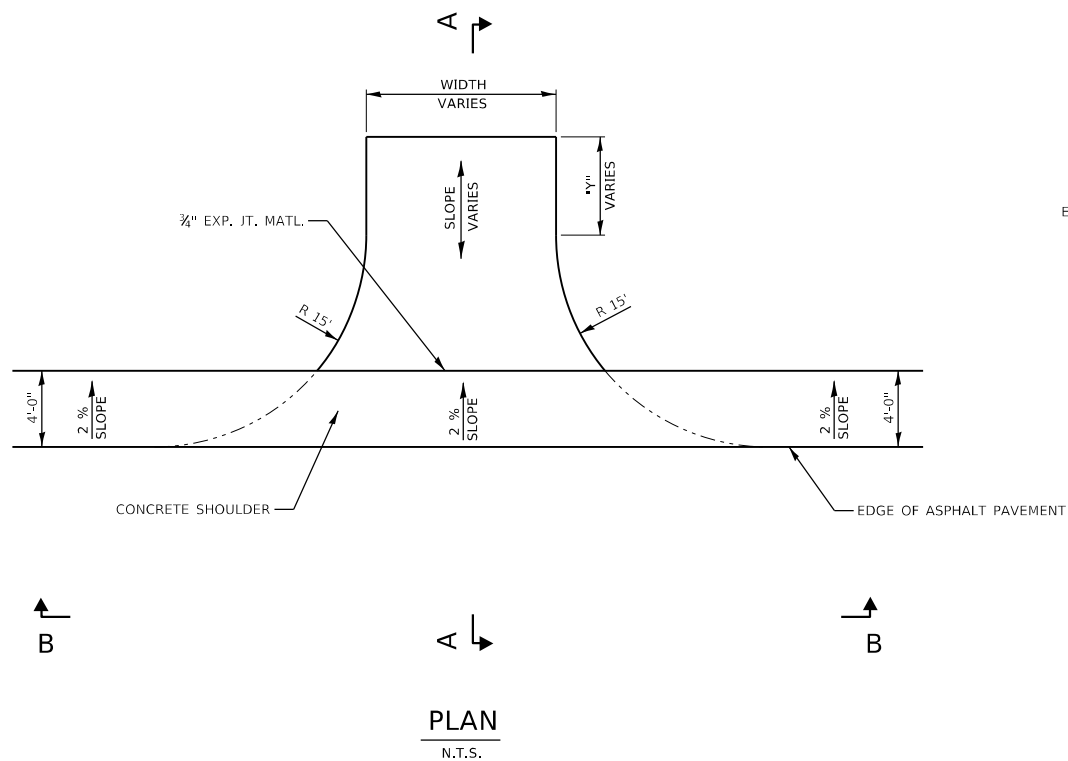 A
WIDTH
VARIES
"Y"
VARIES
SLOPE
VARIES
¾" EXP. JT. MATL.
E
R 15'
R 15'
4'-0"
2 %
SLOPE
2 %
SLOPE
2 %
SLOPE
4'-0"
CONCRETE SHOULDER
EDGE OF ASPHALT PAVEMENT
B
A
B
PLAN
N.T.S.